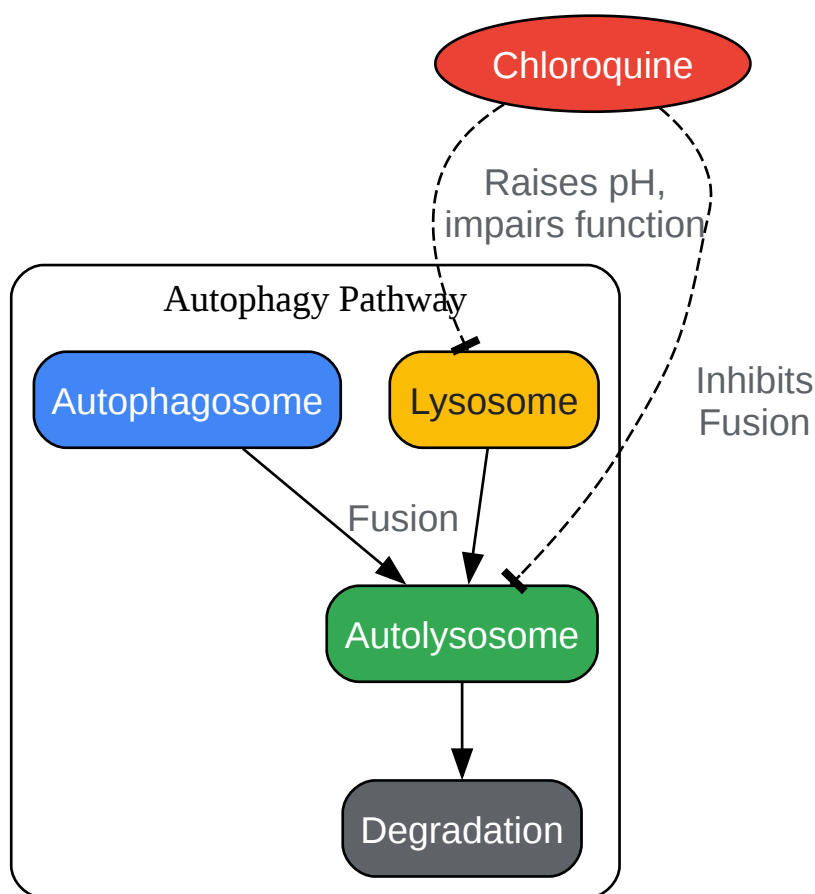 Chloroquine
Raises pH,
impairs function
Autophagy Pathway
Autophagosome
Lysosome
Inhibits
Fusion
Fusion
Autolysosome
Degradation